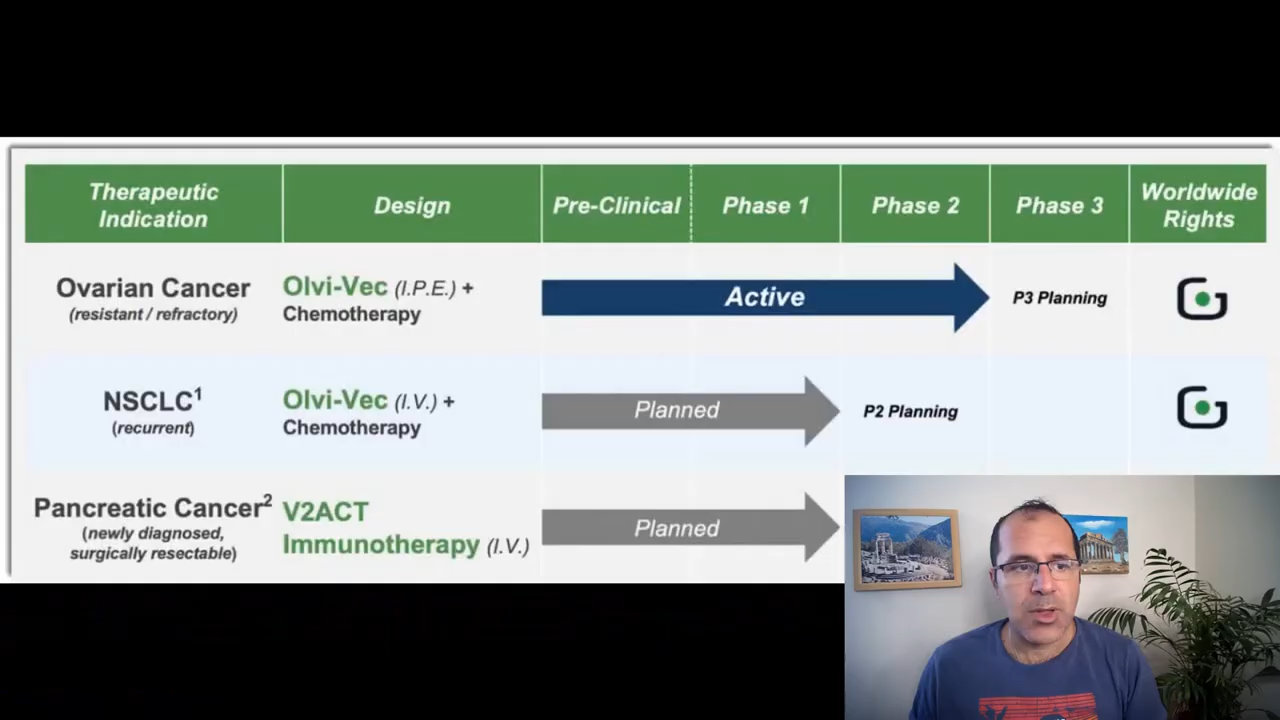 Therapeutic
Indication
Design
Pre-Clinical
Phase 1
Phase 2
Phase 3
Worldwide
Rights
Ovarian Cancer
(resistant / refractory)
Olvi-Vec (I.P.E.) +
Chemotherapy
Active
P3 Planning
NSCLC¹
(recurrent)
Olvi-Vec (I.V.) +
Chemotherapy
Planned
P2 Planning
Pancreatic Cancer²
(newly diagnosed,
surgically resectable)
V2ACT
Immunotherapy (I.V.)
Planned